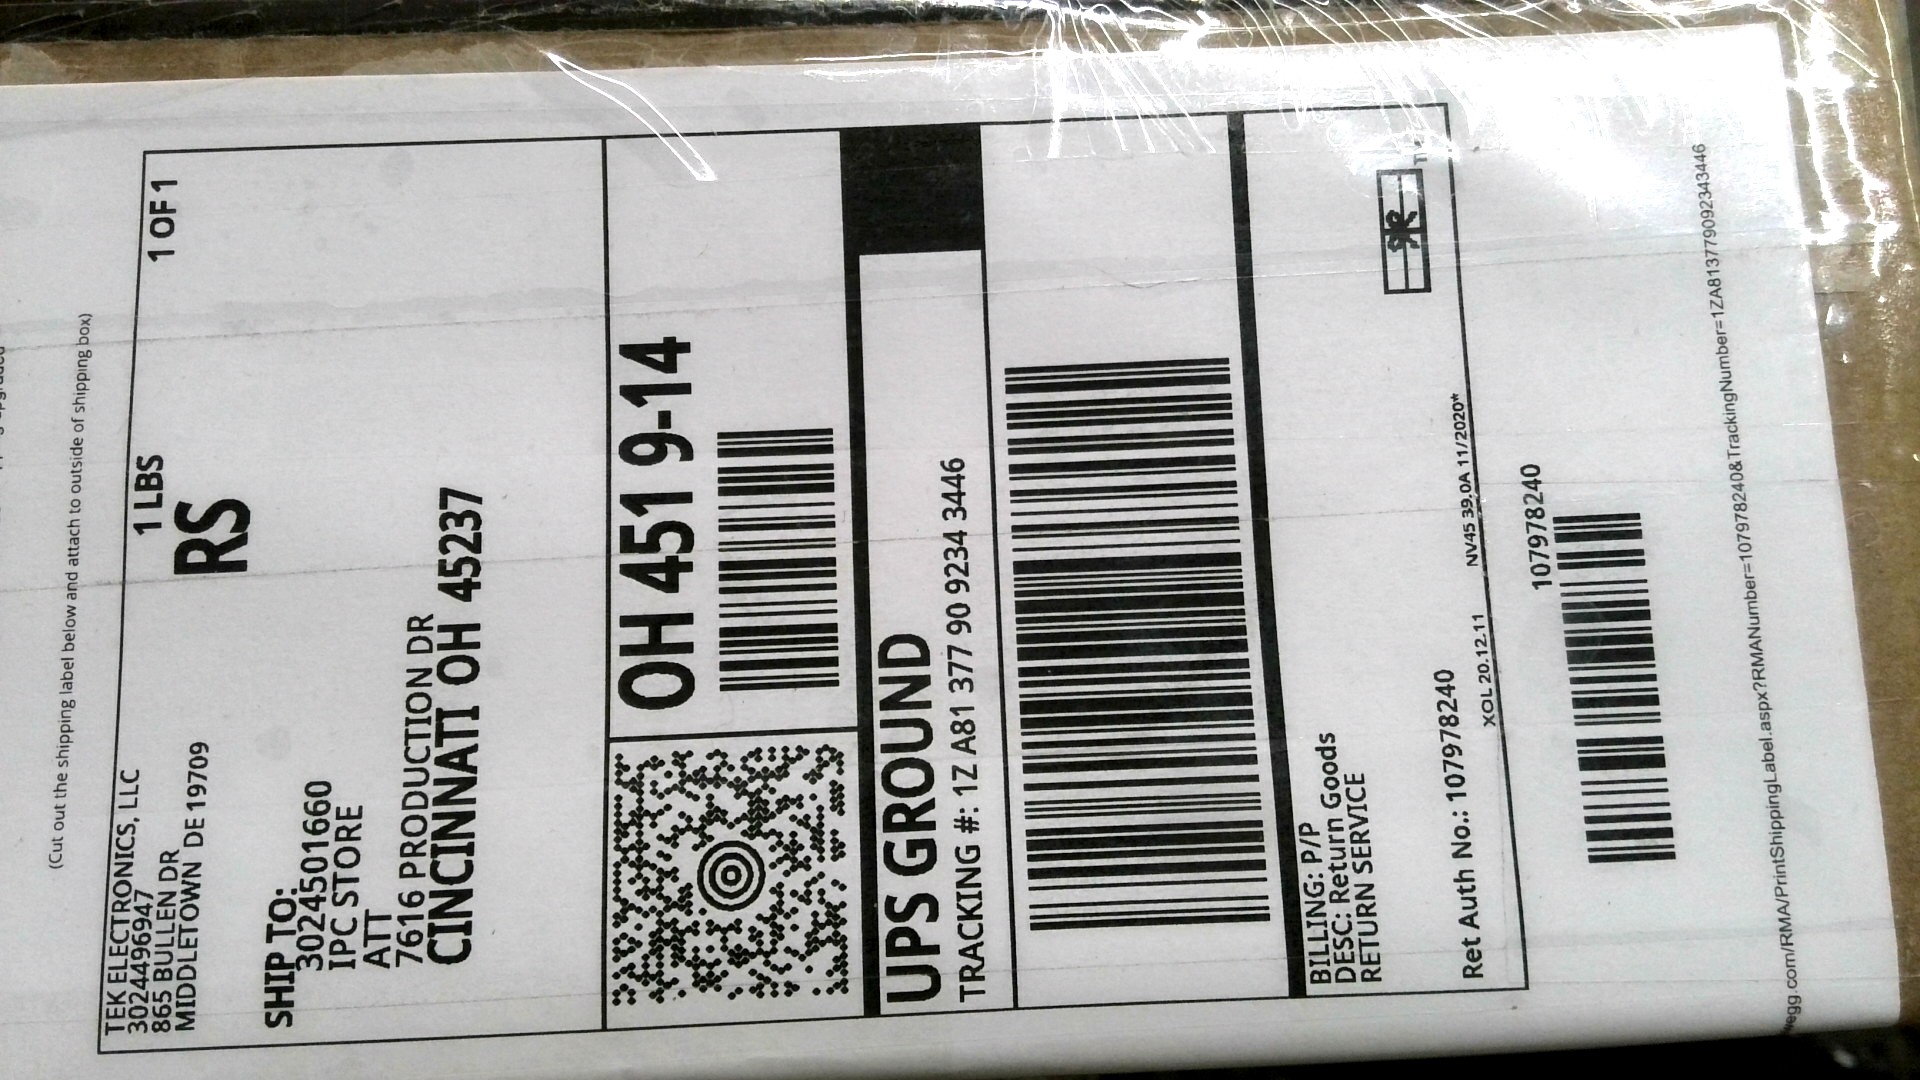 (Cut out the shipping label below and attach to outside of shipping box)
TEK ELECTRONICS, LLC
3024496947
865 BULLEN DR
MIDDLETOWN DE 19709
1 LBS
1 OF 1
RS
SHIP TO:
3024501660
IPC STORE
ATT
7616 PRODUCTION DR
CINCINNATI OH 45237
OH 451 9-14
UPS GROUND
TRACKING #: 1Z A81 377 90 9234 3446
BILLING: P/P
DESC: Return Goods
RETURN SERVICE
Ret Auth No.: 107978240
XOL 20.12.11 NV45 39.0A 11/2020*
107978240
egg.com/RMA/PrintShippingLabel.aspx?RMANumber=107978240&TrackingNumber=1ZA813779092343446